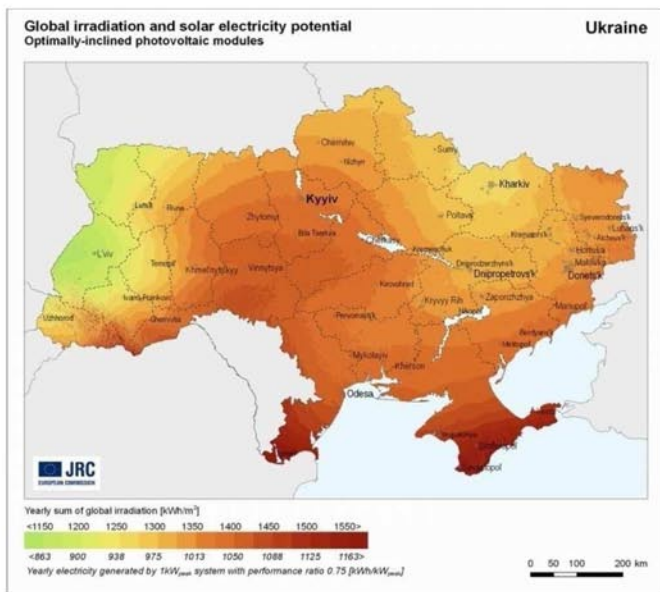 Global irradiation and solar electricity potential
Optimally-inclined photovoltaic modules
Ukraine
Chernihiv
Nizhyn
Sumy
Kyyiv
Kharkiv
Lutsk
Rivne
Zhytomyr
Poltava
L'viv
Bila Tserkva
Cherkasy
Kremenchuk
Ternopil'
Khmel'nyts'kyy
Vinnytsya
Dniprodzerzhyns'k
Dnipropetrovs'k
Donets'k
Ivano-Frankivs'k
Kirovohrad
Uzhhorod
Chernivtsi
Kryvyy Rih
Zaporizhzhya
Mariupol'
Nikopol'
Pervomays'k
Berdyans'k
Melitopol'
Mykolayiv
Kherson
Odesa
JRC
EUROPEAN COMMISSION
Yearly sum of global irradiation [kWh/m²]
<1150 1200 1250 1300 1350 1400 1450 1500 1550>
<863 900 938 975 1013 1050 1088 1125 1163>
Yearly electricity generated by 1kWpeak system with performance ratio 0.75 [kWh/kWpeak]
0 50 100 200 km